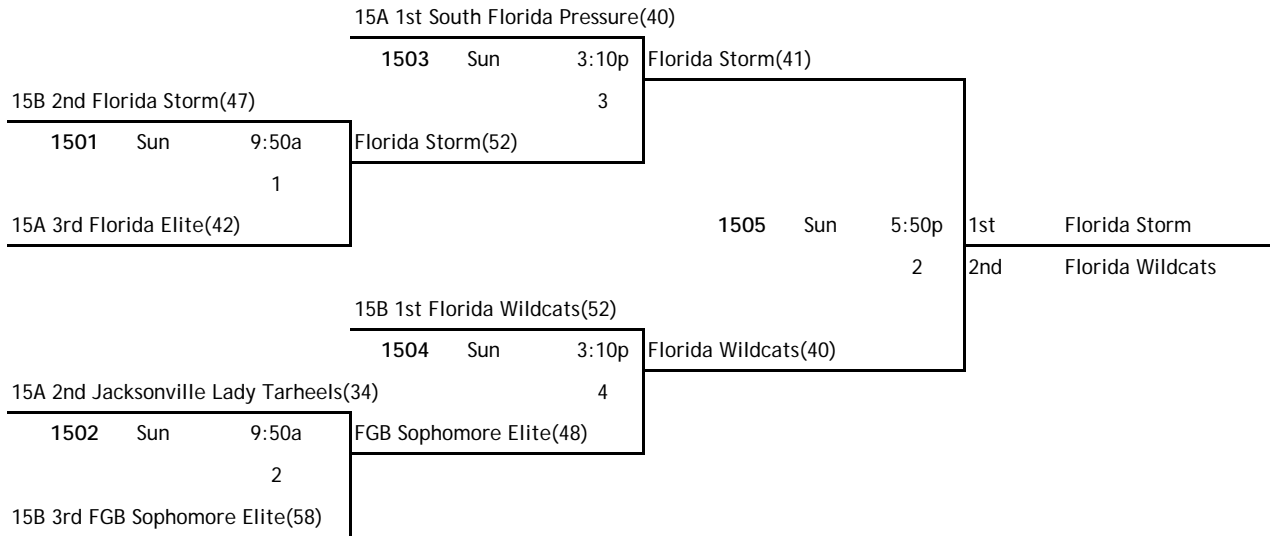 15A 1st South Florida Pressure(40)
1503 Sun 3:10p Florida Storm(41)
15B 2nd Florida Storm(47) 3
1501 Sun 9:50a Florida Storm(52)
1
15A 3rd Florida Elite(42) 1505 Sun 5:50p 1st Florida Storm
2 2nd Florida Wildcats
15B 1st Florida Wildcats(52)
1504 Sun 3:10p Florida Wildcats(40)
15A 2nd Jacksonville Lady Tarheels(34) 4
1502 Sun 9:50a FGB Sophomore Elite(48)
2
15B 3rd FGB Sophomore Elite(58)